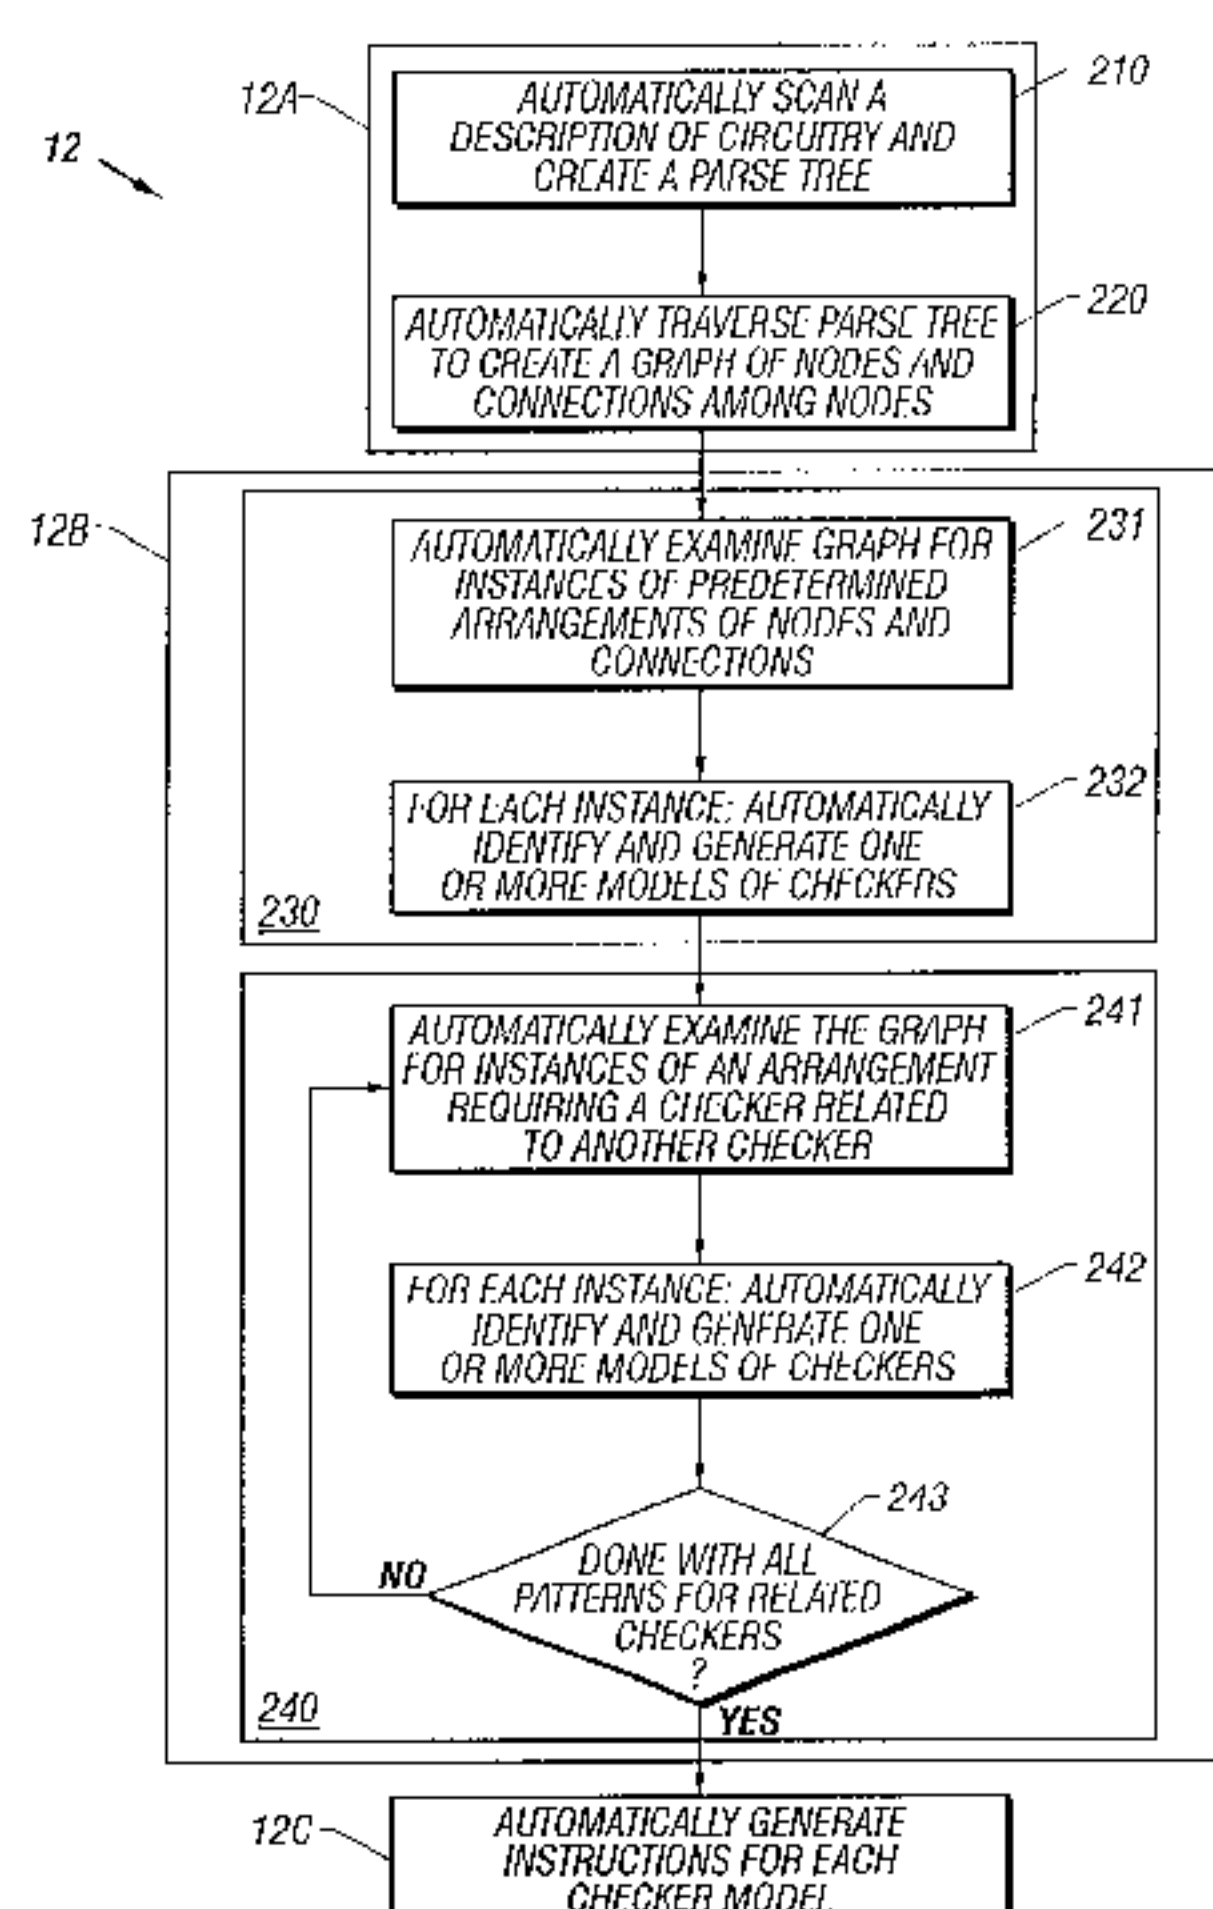 12
12A
210
AUTOMATICALLY SCAN A
DESCRIPTION OF CIRCUITRY AND
CREATE A PARSE TREE
220
AUTOMATICALLY TRAVERSE PARSE TREE
TO CREATE A GRAPH OF NODES AND
CONNECTIONS AMONG NODES
12B
231
AUTOMATICALLY EXAMINE GRAPH FOR
INSTANCES OF PREDETERMINED
ARRANGEMENTS OF NODES AND
CONNECTIONS
232
FOR EACH INSTANCE: AUTOMATICALLY
IDENTIFY AND GENERATE ONE
OR MORE MODELS OF CHECKERS
230
241
AUTOMATICALLY EXAMINE THE GRAPH
FOR INSTANCES OF AN ARRANGEMENT
REQUIRING A CHECKER RELATED
TO ANOTHER CHECKER
242
FOR EACH INSTANCE: AUTOMATICALLY
IDENTIFY AND GENERATE ONE
OR MORE MODELS OF CHECKERS
243
DONE WITH ALL
PATTERNS FOR RELATED
CHECKERS
?
NO
YES
240
12C
AUTOMATICALLY GENERATE
INSTRUCTIONS FOR EACH
CHECKER MODEL